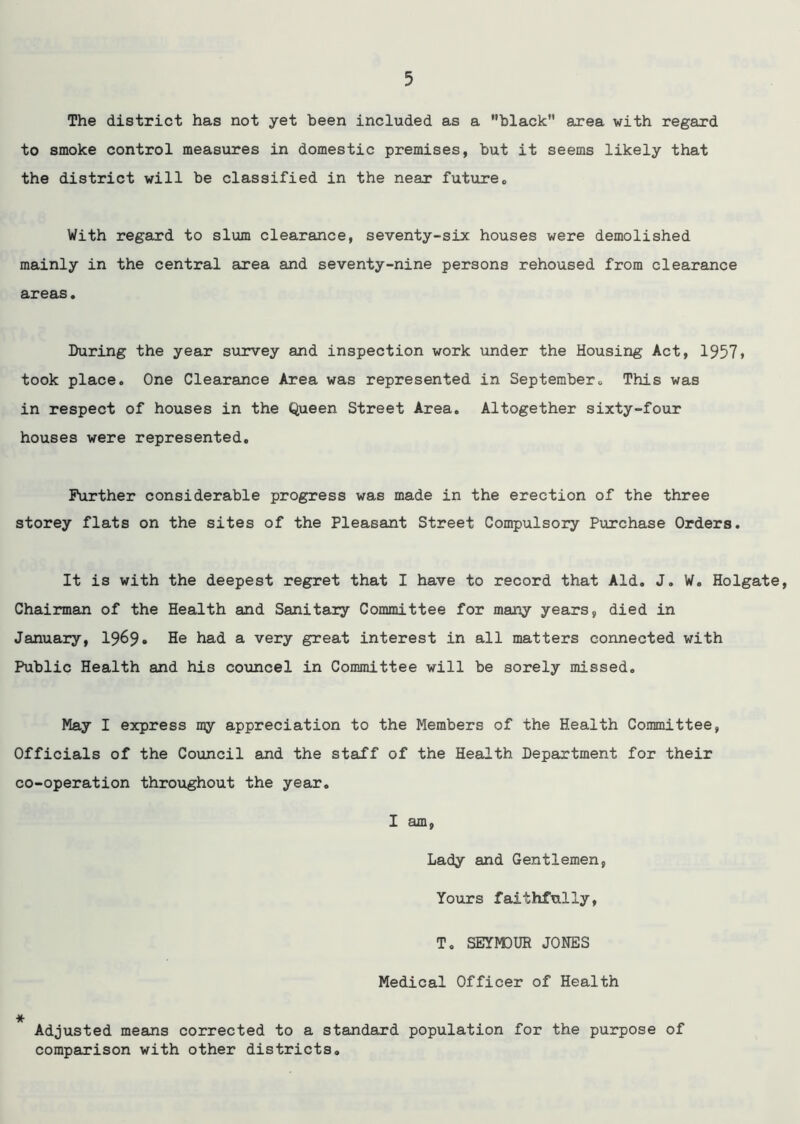 5
The district has not yet been included as a "black" area with regard
to smoke control measures in domestic premises, but it seems likely that
the district will be classified in the near future.
With regard to slum clearance, seventy-six houses were demolished
mainly in the central area and seventy-nine persons rehoused from clearance
areas.
During the year survey and inspection work under the Housing Act, 1957,
took place. One Clearance Area was represented in September. This was
in respect of houses in the Queen Street Area. Altogether sixty-four
houses were represented.
Further considerable progress was made in the erection of the three
storey flats on the sites of the Pleasant Street Compulsory Purchase Orders.
It is with the deepest regret that I have to record that Ald. J. W. Holgate,
Chairman of the Health and Sanitary Committee for many years, died in
January, 1969. He had a very great interest in all matters connected with
Public Health and his councel in Committee will be sorely missed.
May I express my appreciation to the Members of the Health Committee,
Officials of the Council and the staff of the Health Department for their
co-operation throughout the year.
I am,
Lady and Gentlemen,
Yours faithfully,
T. SEYMOUR JONES
Medical Officer of Health
* Adjusted means corrected to a standard population for the purpose of
comparison with other districts.